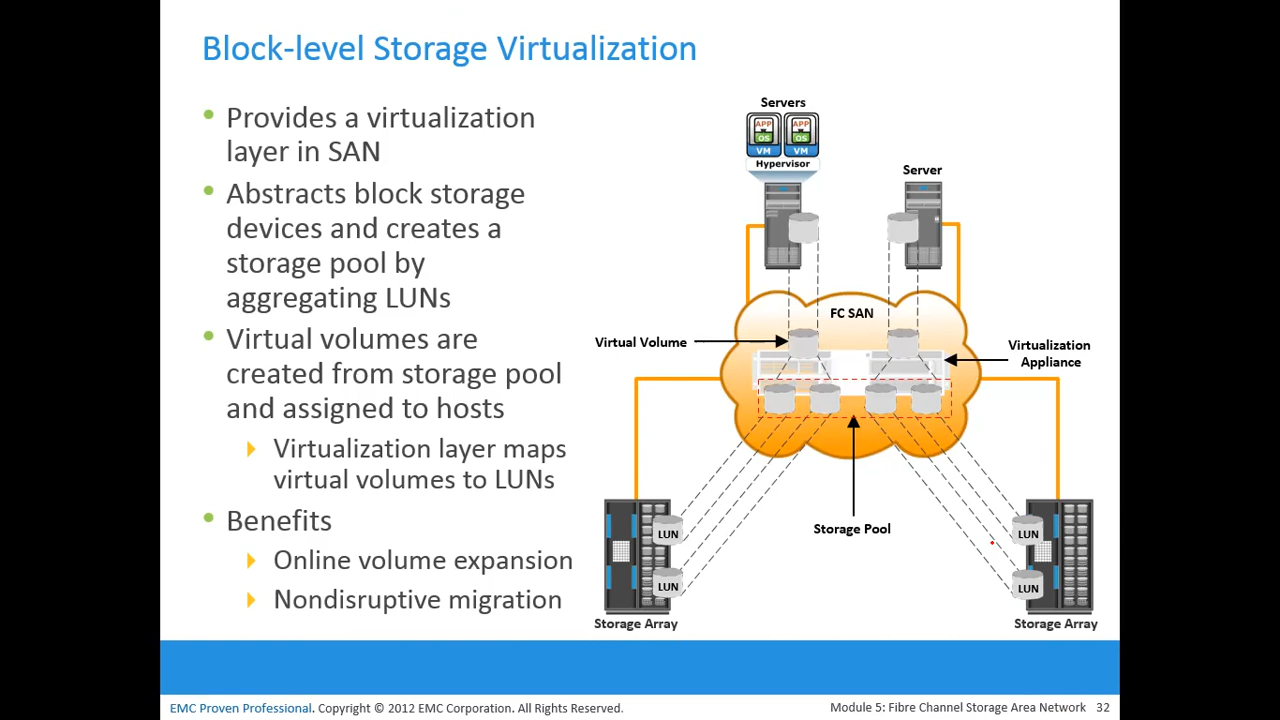 Block-level Storage Virtualization
• Provides a virtualization
layer in SAN
• Abstracts block storage
devices and creates a
storage pool by
aggregating LUNs
• Virtual volumes are
created from storage pool
and assigned to hosts
Virtualization layer maps
virtual volumes to LUNs
• Benefits
Online volume expansion
Nondisruptive migration
Servers
APP APP
OS OS
VM VM
Hypervisor
Server
FC SAN
Virtual Volume
Virtualization
Appliance
Storage Pool
LUN
LUN
Storage Array
LUN
LUN
Storage Array
EMC Proven Professional. Copyright © 2012 EMC Corporation. All Rights Reserved.
Module 5: Fibre Channel Storage Area Network 32